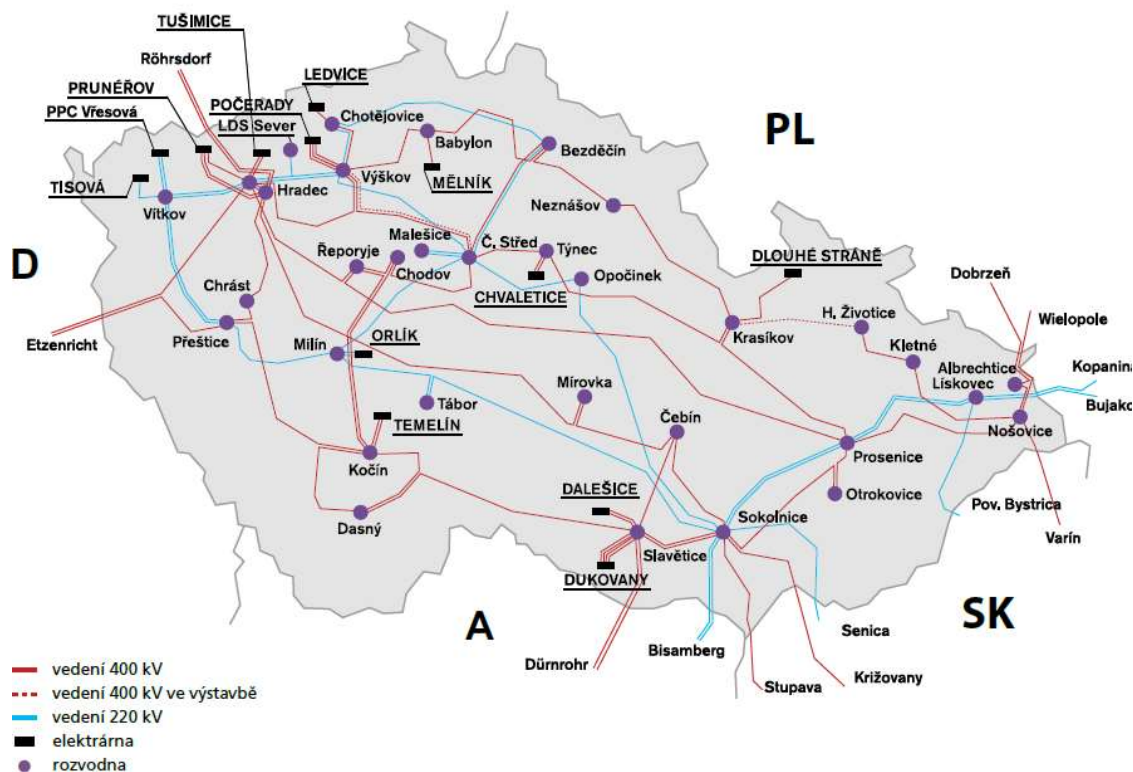 TUŠIMICE
Röhrsdorf
LEDVICE
PRUNÉŘOV
POČERADY
PPC Vřesová
LDS Sever
Chotějovice
Babylon
Bezděčín
PL
TISOVÁ
Hradec
Výškov
MĚLNÍK
Vítkov
Neznášov
Malešice
Č. Střed
Týnec
D
Řeporyje
Chodov
Opočinek
DLOUHÉ STRÁNĚ
Dobrzeň
Chrást
CHVALETICE
H. Životice
Wielopole
Etzenricht
Přeštice
Milín
ORLÍK
Krasíkov
Kletné
Albrechtice
Kopanina
Lískovec
Mírovka
Bujaków
Tábor
TEMELÍN
Čebín
Nošovice
Kočín
Prosenice
DALEŠICE
Otrokovice
Dasný
Sokolnice
Pov. Bystrica
Slavětice
Varín
DUKOVANY
A
SK
Senica
Bisamberg
Dürnrohr
Križovany
Stupava
vedení 400 kV
vedení 400 kV ve výstavbě
vedení 220 kV
elektrárna
rozvodna